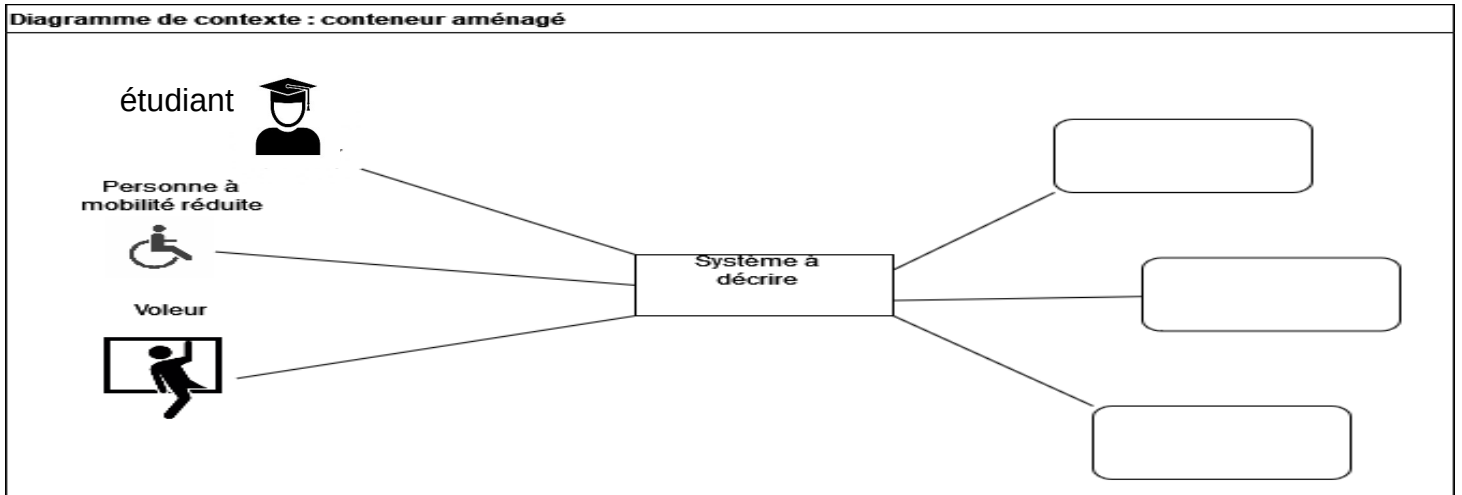 Diagramme de contexte : conteneur aménagé
étudiant
Personne à
mobilité réduite
Système à
décrire
Voleur